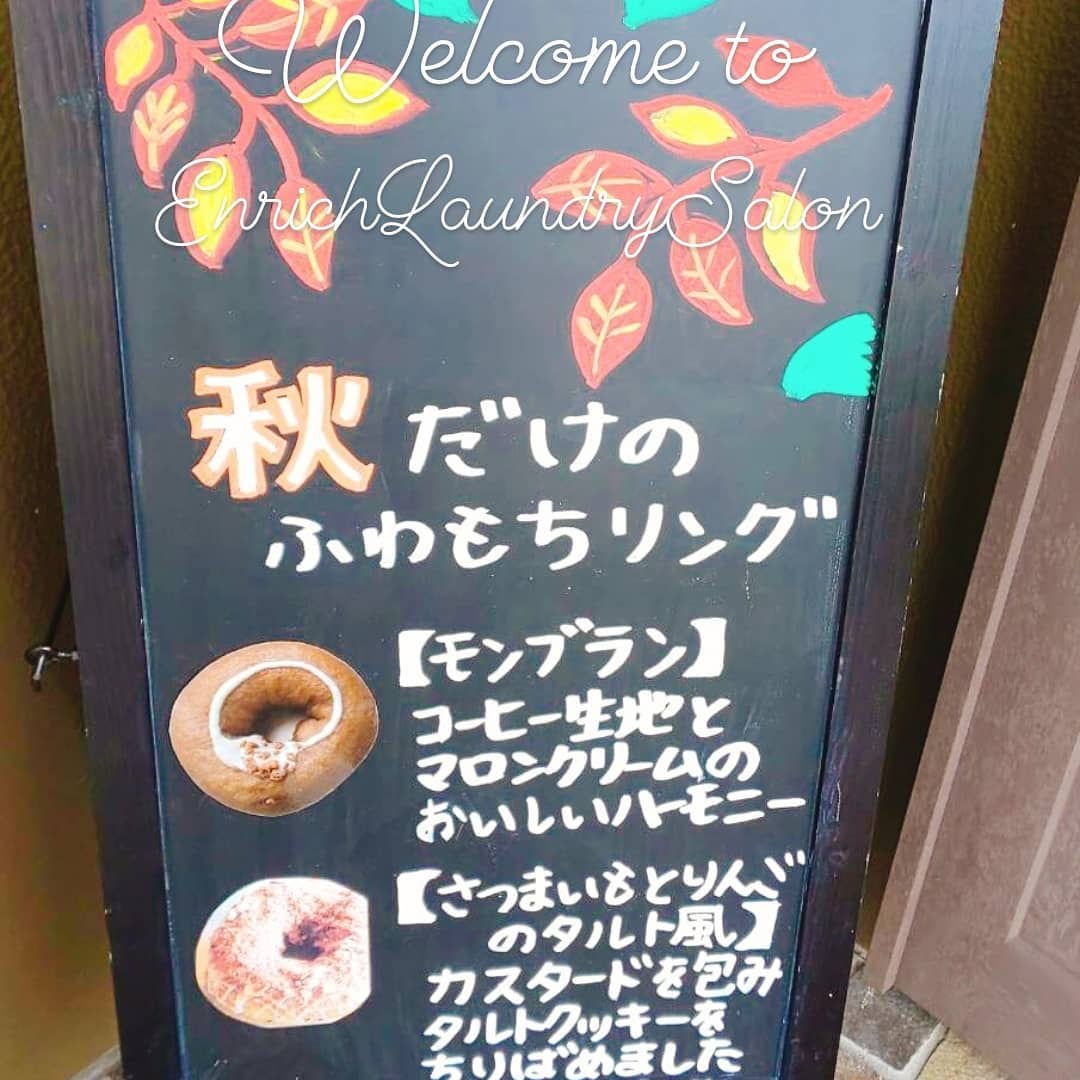 Welcome to
EnrichLaundrySalon
秋だけの
ふわもちリング
【モンブラン】
コーヒー生地と
マロンクリームの
おいしいハーモニー
【さつまいもとりんご
のタルト風】
カスタードを包み
タルトクッキーを
ちりばめました